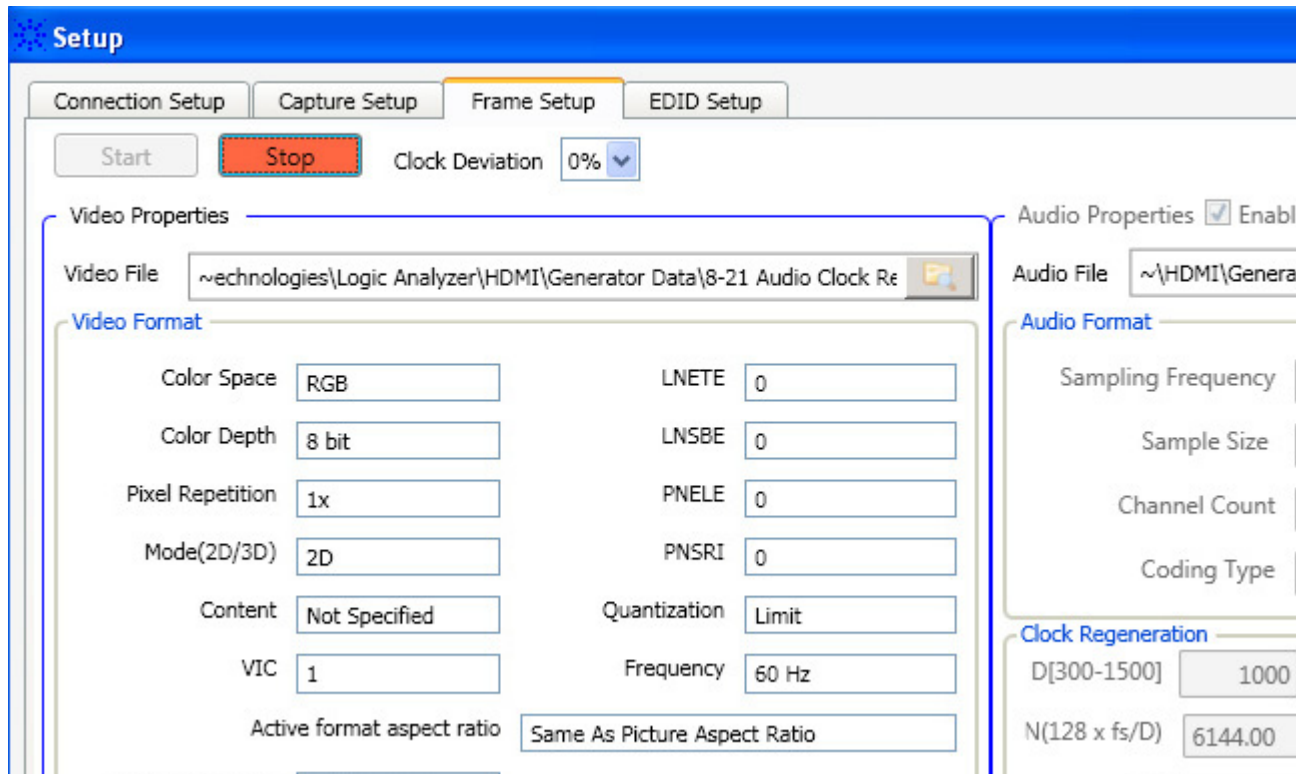 Setup
Connection Setup Capture Setup Frame Setup EDID Setup
Start Stop Clock Deviation 0%
Video Properties
Video File ~echnologies\Logic Analyzer\HDMI\Generator Data\8-21 Audio Clock Re
Video Format
Color Space RGB LNETE 0
Color Depth 8 bit LNSBE 0
Pixel Repetition 1x PNELE 0
Mode(2D/3D) 2D PNSRI 0
Content Not Specified Quantization Limit
VIC 1 Frequency 60 Hz
Active format aspect ratio Same As Picture Aspect Ratio
Audio Properties Enabl
Audio File ~\HDMI\Genera
Audio Format
Sampling Frequency
Sample Size
Channel Count
Coding Type
Clock Regeneration
D[300-1500] 1000
N(128 x fs/D) 6144.00